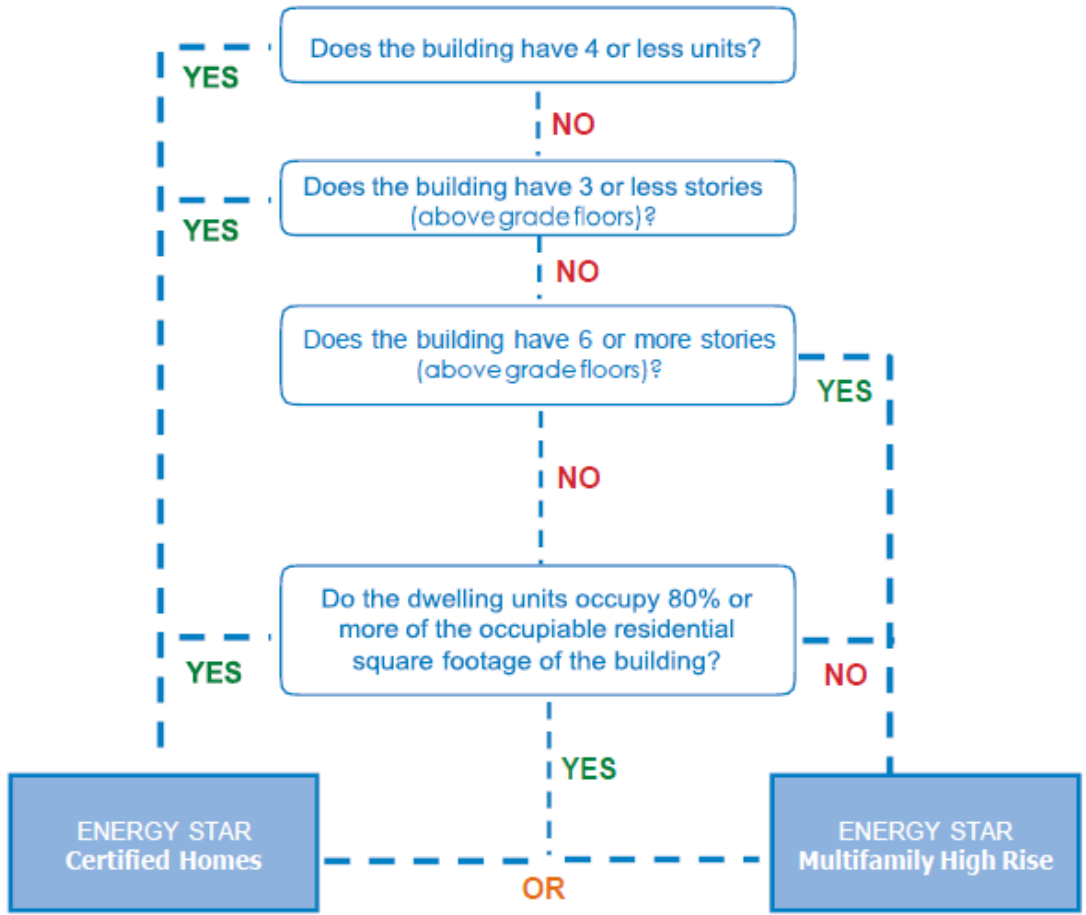 Does the building have 4 or less units?
YES
NO
Does the building have 3 or less stories
(above grade floors)?
YES
NO
Does the building have 6 or more stories
(above grade floors)?
YES
NO
Do the dwelling units occupy 80% or
more of the occupiable residential
square footage of the building?
YES
NO
YES
ENERGY STAR
Certified Homes
OR
ENERGY STAR
Multifamily High Rise